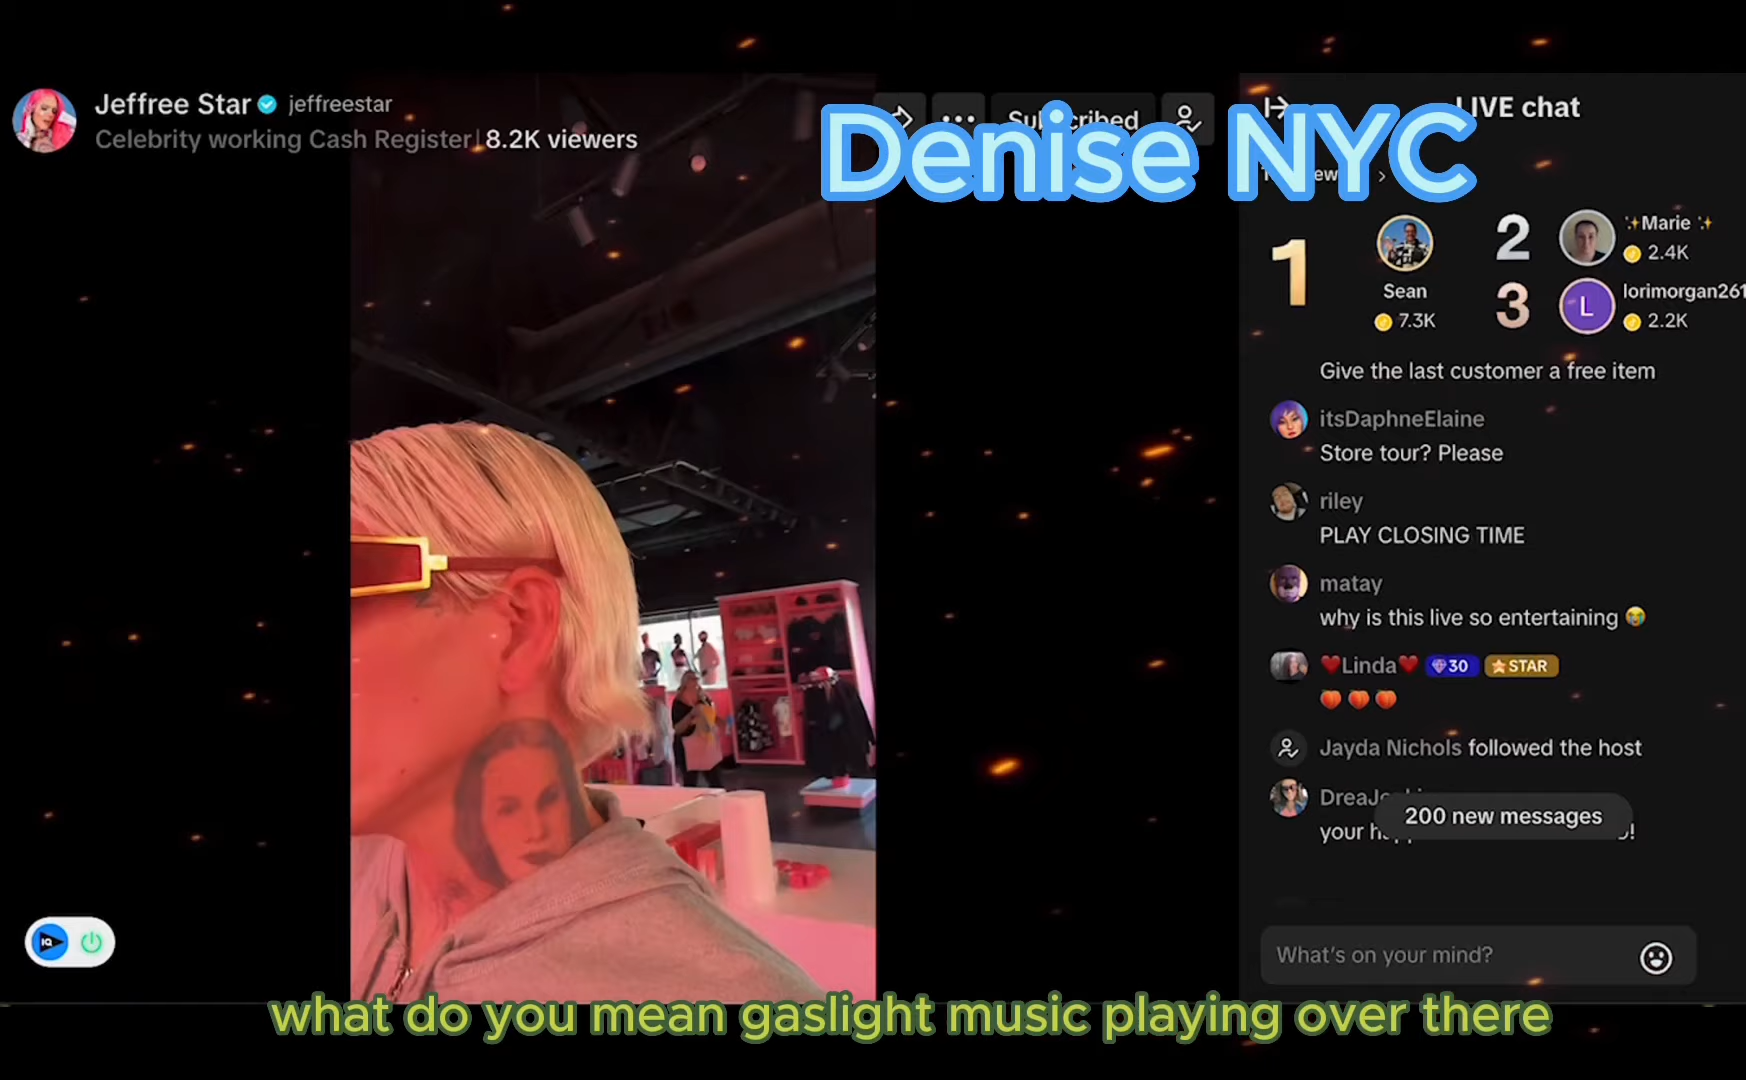 Jeffree Star jeffreestar
Celebrity working Cash Register| 8.2K viewers
Subscribed
Denise NYC
LIVE chat
1
Sean
7.3K
2
✨Marie ✨
2.4K
3
L
lorimorgan261
2.2K
Give the last customer a free item
itsDaphneElaine
Store tour? Please
riley
PLAY CLOSING TIME
matay
why is this live so entertaining 😭
❤️Linda❤️ 30 STAR
🍑🍑🍑
Jayda Nichols followed the host
200 new messages
your
What's on your mind?
IQ
what do you mean gaslight music playing over there